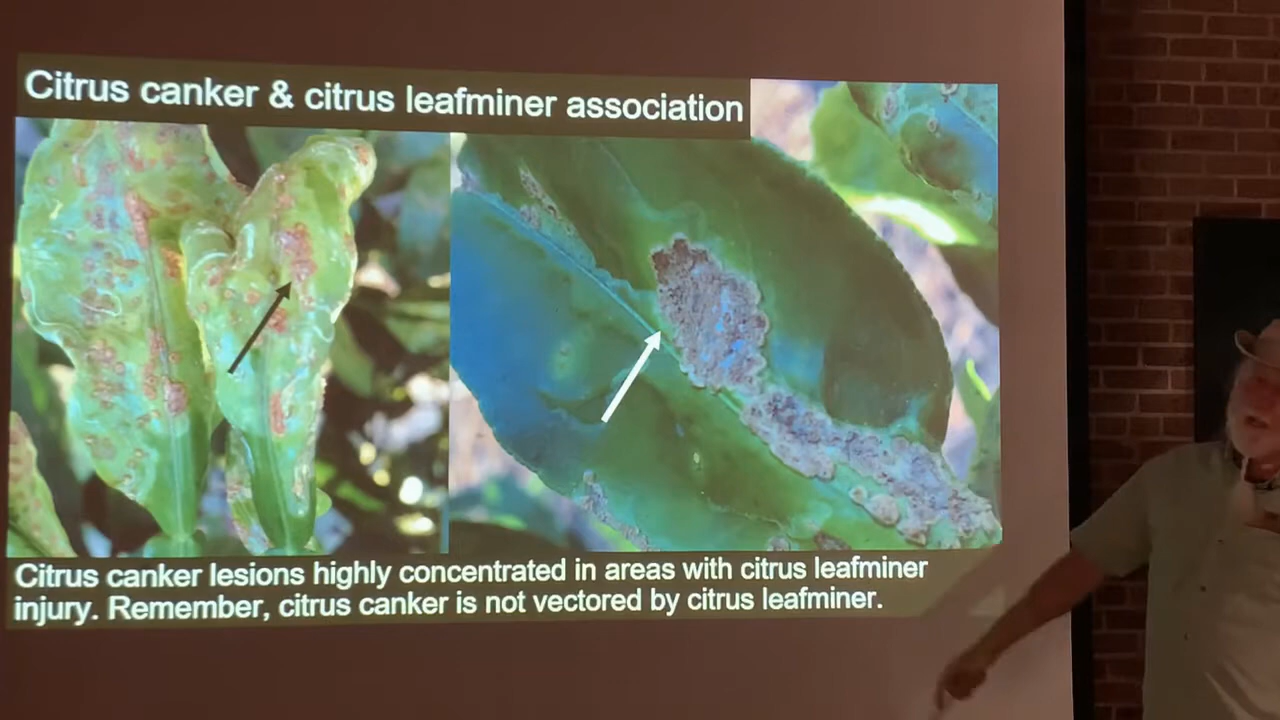 Citrus canker & citrus leafminer association
Citrus canker lesions highly concentrated in areas with citrus leafminer
injury. Remember, citrus canker is not vectored by citrus leafminer.